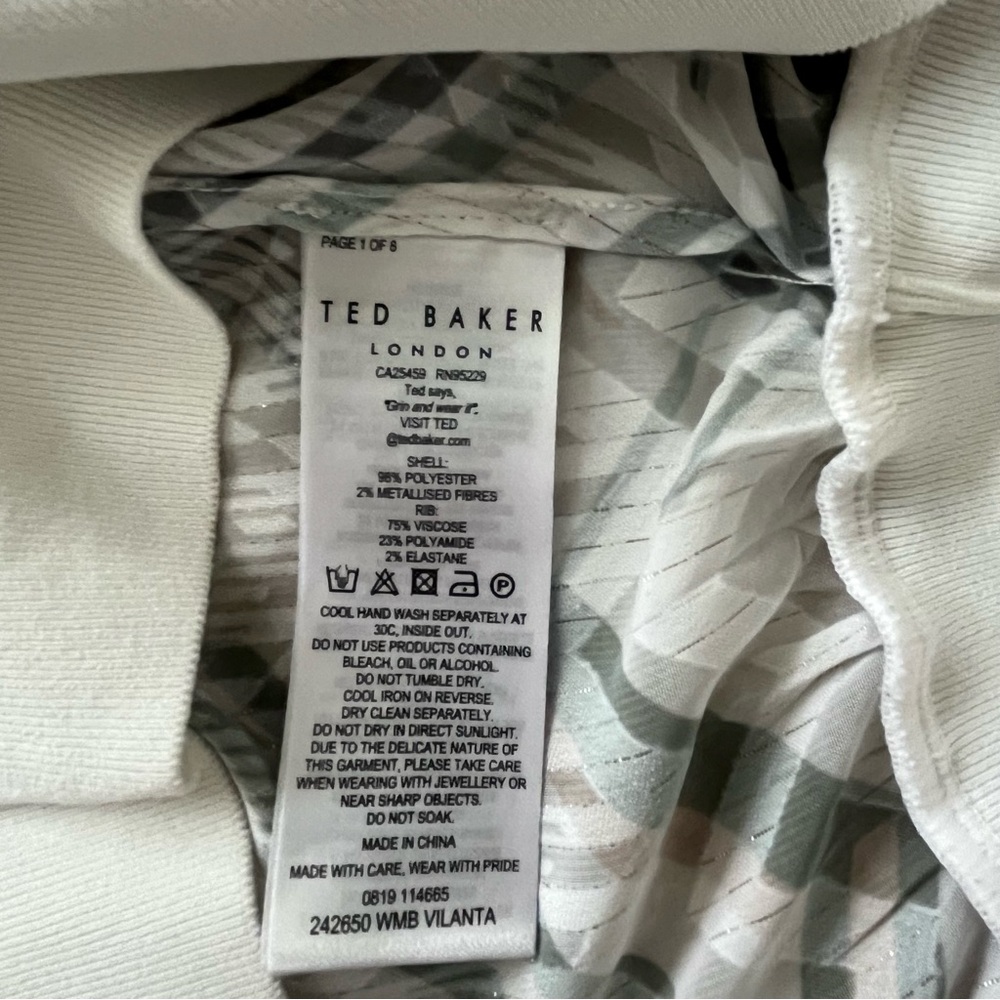 PAGE 1 OF 8
TED BAKER
LONDON
CA25459 RN95229
Ted says,
"Grin and wear it".
VISIT TED
@tedbaker.com
SHELL:
98% POLYESTER
2% METALLISED FIBRES
RIB:
75% VISCOSE
23% POLYAMIDE
2% ELASTANE
P
COOL HAND WASH SEPARATELY AT
30C, INSIDE OUT.
DO NOT USE PRODUCTS CONTAINING
BLEACH, OIL OR ALCOHOL.
DO NOT TUMBLE DRY.
COOL IRON ON REVERSE.
DRY CLEAN SEPARATELY.
DO NOT DRY IN DIRECT SUNLIGHT.
DUE TO THE DELICATE NATURE OF
THIS GARMENT, PLEASE TAKE CARE
WHEN WEARING WITH JEWELLERY OR
NEAR SHARP OBJECTS.
DO NOT SOAK.
MADE IN CHINA
MADE WITH CARE, WEAR WITH PRIDE
0819 114665
242650 WMB VILANTA